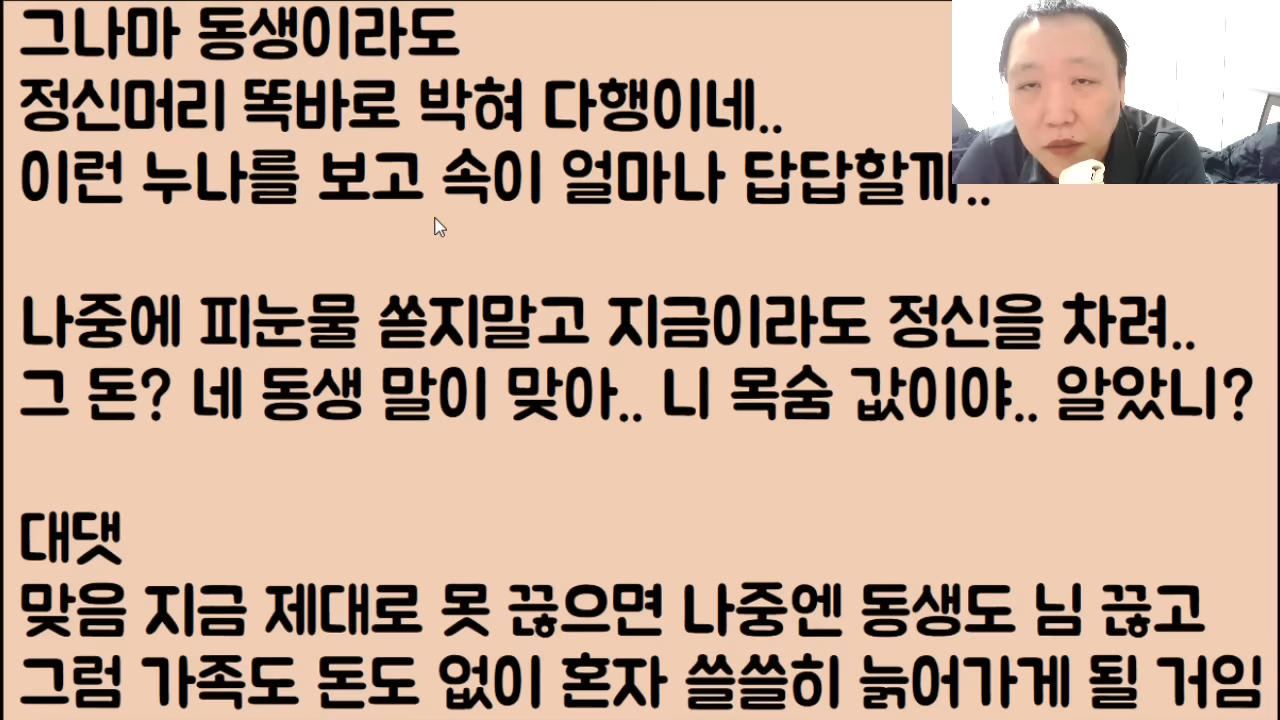 그나마 동생이라도
정신머리 똑바로 박혀 다행이네..
이런 누나를 보고 속이 얼마나 답답할까..
나중에 피눈물 쏟지말고 지금이라도 정신을 차려..
그 돈? 네 동생 말이 맞아.. 니 목숨 값이야.. 알았니?
대댓
맞음 지금 제대로 못 끊으면 나중엔 동생도 님 끊고
그럼 가족도 돈도 없이 혼자 쓸쓸히 늙어가게 될 거임